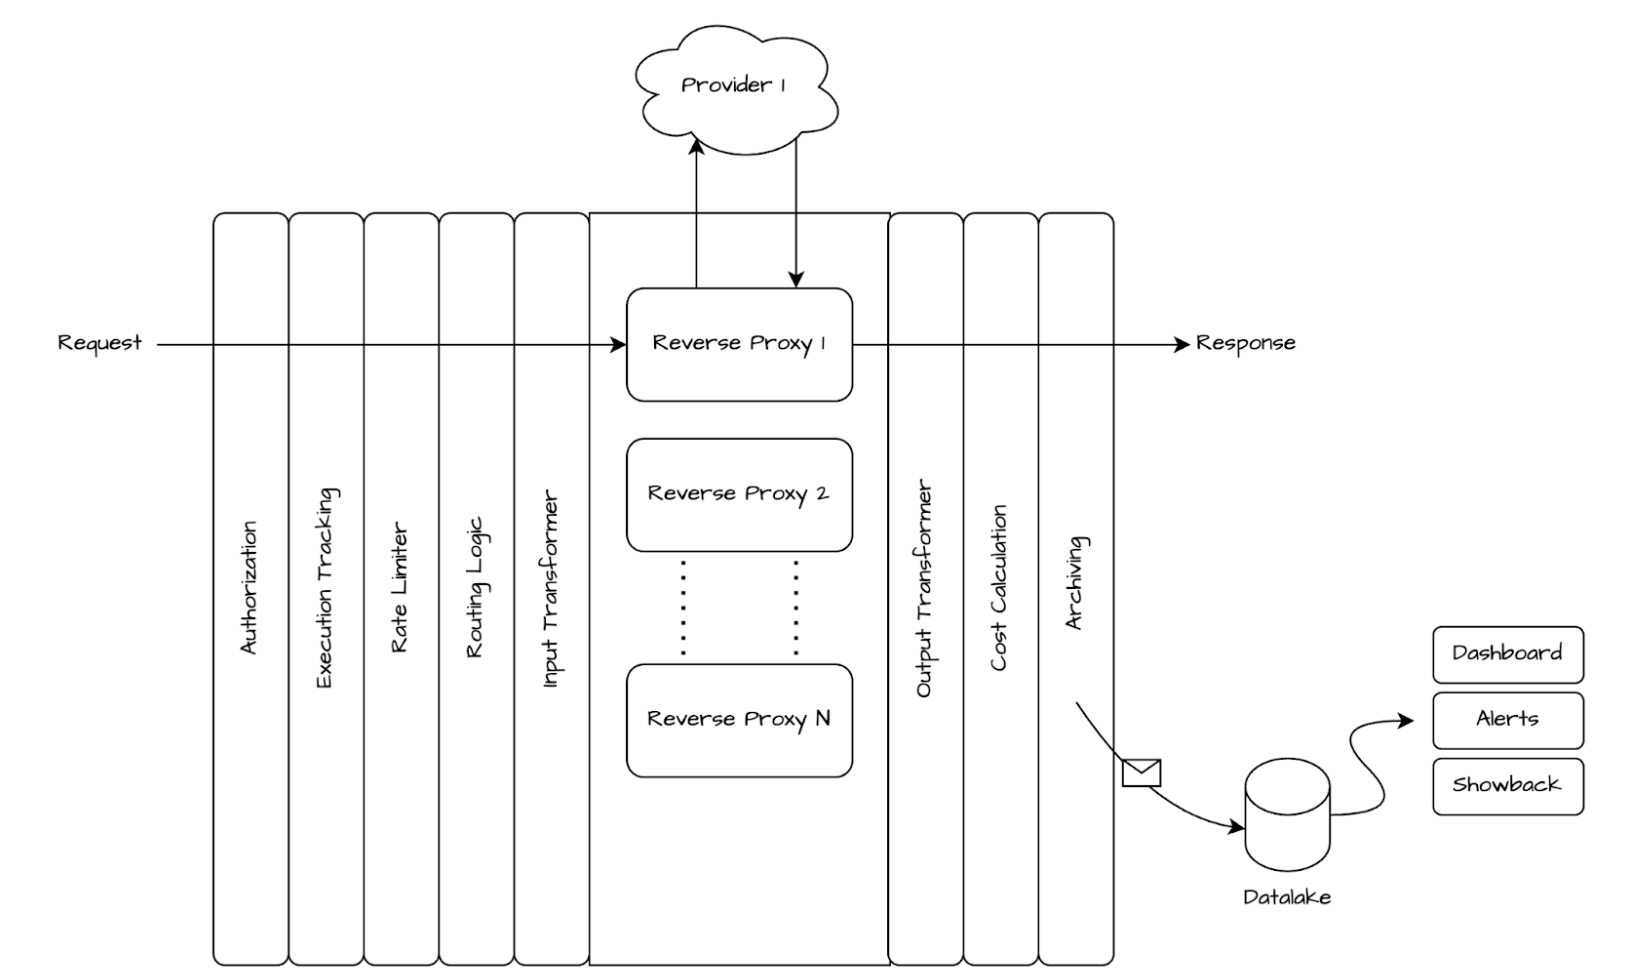 Provider 1
Request
Reverse Proxy 1
Response
Reverse Proxy 2
Reverse Proxy N
Authorization
Execution Tracking
Rate Limiter
Routing Logic
Input Transformer
Output Transformer
Cost Calculation
Archiving
Dashboard
Alerts
Showback
Datalake